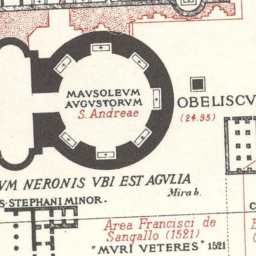 MAVSOLEVM
AVGVSTORVM
S. Andreae
OBELISCV
(24.95)
VM NERONIS VBI EST AGVLIA
Mirab.
S·STEPHANI MINOR.
Area Francisci de
Sangallo (1521)
"MVRI VETERES" 1521